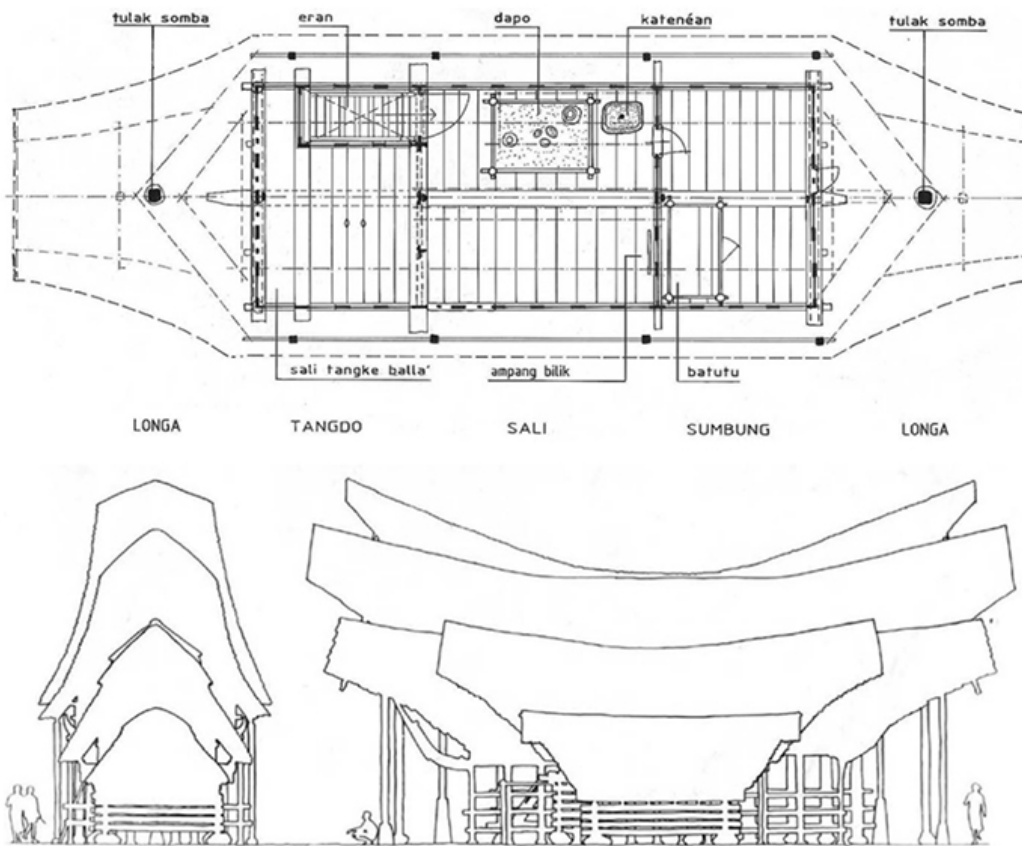 tulak somba
eran
dapo
katenéan
tulak somba
sali tangke balla'
ampang bilik
batutu
LONGA
TANGDO
SALI
SUMBUNG
LONGA